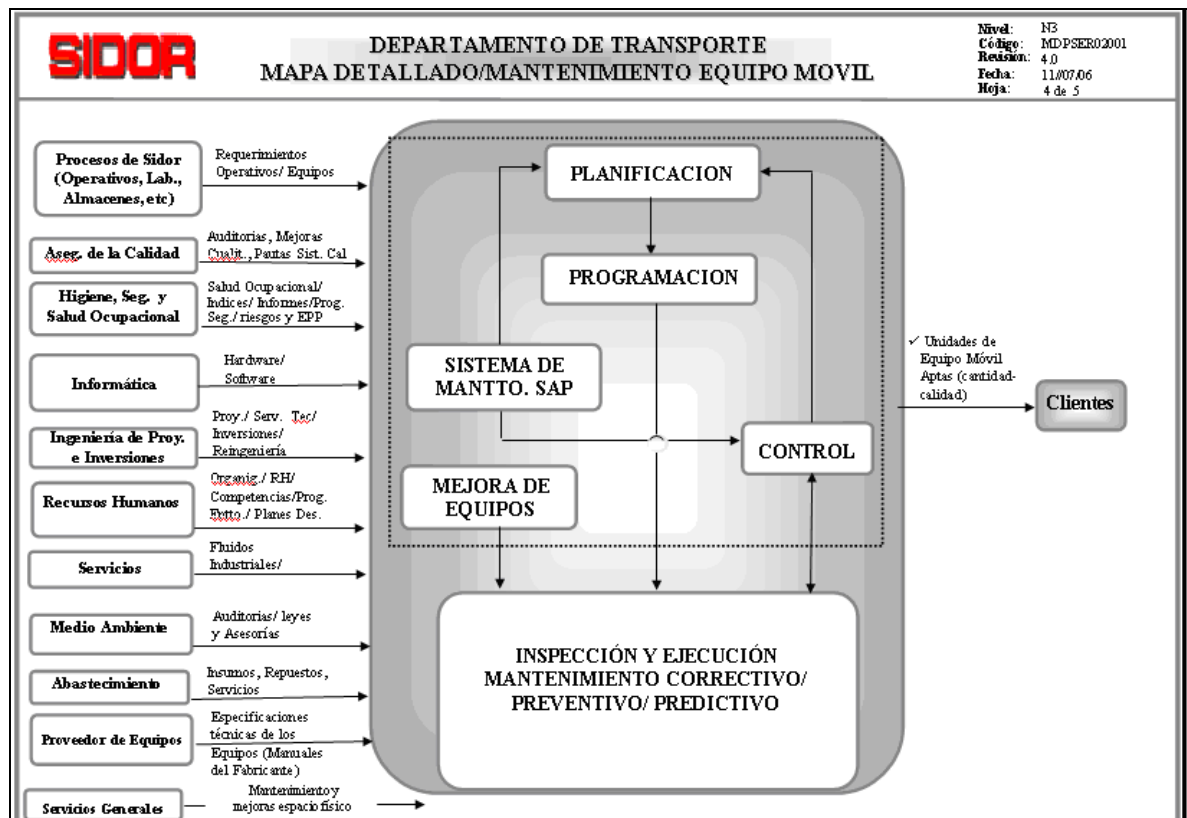 SIDOR
DEPARTAMENTO DE TRANSPORTE
MAPA DETALLADO/MANTENIMIENTO EQUIPO MOVIL
Nivel: N3
Código: MDPSER02001
Revisión: 4.0
Fecha: 11//07.06
Hoja: 4 de 5
Procesos de Sidor
(Operativos, Lab.,
Almacenes, etc)
Requerimientos
Operativos/ Equipos
Aseg. de la Calidad
Auditorias, Mejoras
Cualit., Pautas Sist. Cal
Higiene, Seg. y
Salud Ocupacional
Salud Ocupacional/
Indices/ Informes/Prog.
Seg./ riesgos y EPP
Informática
Hardware/
Software
Ingeniería de Proy.
e Inversiones
Proy./ Serv. Tec/
Inversiones/
Reingeniería
Recursos Humanos
Organig./ RH/
Competencias/Prog.
Entto./ Planes Des.
Servicios
Fluidos
Industriales/
Medio Ambiente
Auditorias/ leyes
y Asesorías
Abastecimiento
Insumos, Repuestos,
Servicios
Proveedor de Equipos
Especificaciones
técnicas de los
Equipos (Manuales
del Fabricante)
Servicios Generales
Mantenimiento y
mejoras espacio físico
PLANIFICACION
PROGRAMACION
SISTEMA DE
MANTTO. SAP
CONTROL
MEJORA DE
EQUIPOS
INSPECCIÓN Y EJECUCIÓN
MANTENIMIENTO CORRECTIVO/
PREVENTIVO/ PREDICTIVO
✓ Unidades de
Equipo Móvil
Aptas (cantidad-
calidad)
Clientes